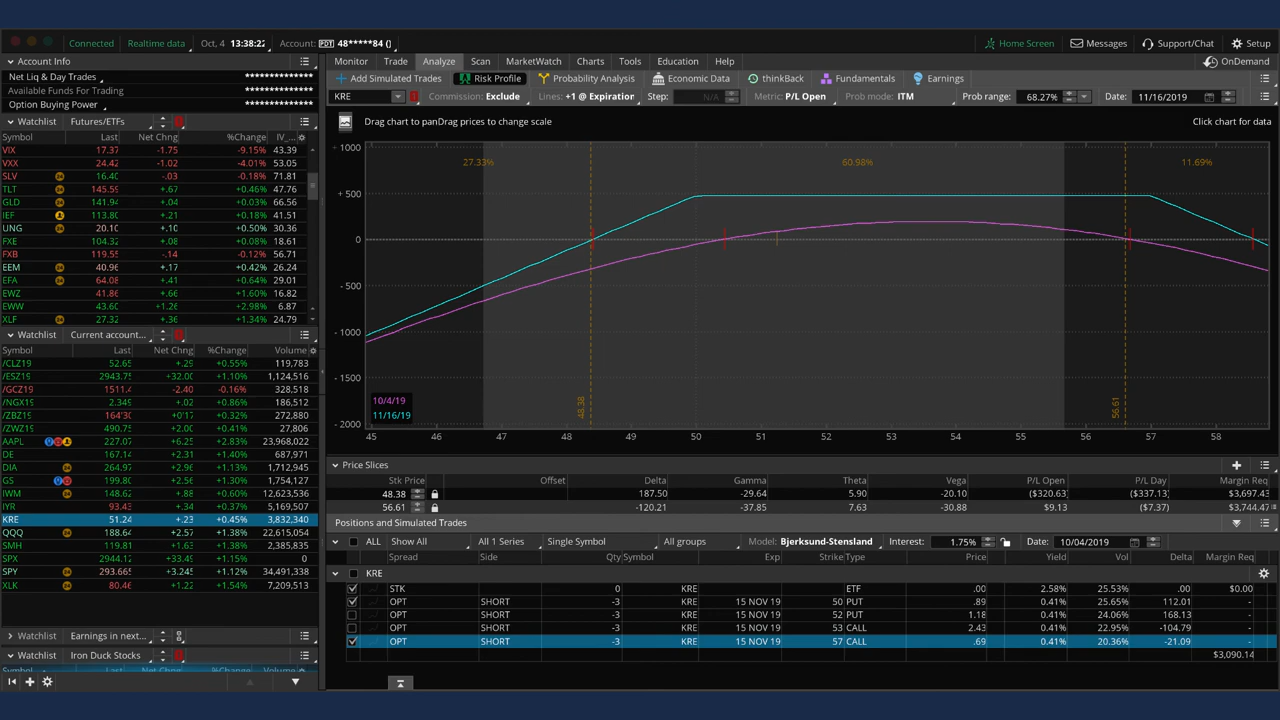 Connected Realtime data Oct, 4 13:38:22 Account: PDT 48*****84 () Home Screen Messages Support/Chat Setup
Account Info
Net Liq & Day Trades **************
Available Funds For Trading **************
Option Buying Power **************
Monitor Trade Analyze Scan MarketWatch Charts Tools Education Help OnDemand
Add Simulated Trades Risk Profile Probability Analysis Economic Data thinkBack Fundamentals Earnings
KRE Commission: Exclude Lines: +1 @ Expiration Step: N/A Metric: P/L Open Prob mode: ITM Prob range: 68.27% Date: 11/16/2019
Drag chart to panDrag prices to change scale Click chart for data
Watchlist Futures/ETFs
Symbol Last Net Chng %Change IV_...
VIX 17.37 -1.75 -9.15% 43.39
VXX 24.42 -1.02 -4.01% 53.05
SLV 16.40 -.03 -0.18% 71.81
TLT 145.59 +.67 +0.46% 47.76
GLD 141.94 +.04 +0.03% 66.56
IEF 113.80 +.21 +0.18% 41.51
UNG 20.10 +.10 +0.50% 30.36
FXE 104.32 +.08 +0.08% 18.61
FXB 119.55 -.14 -0.12% 56.71
EEM 40.96 +.17 +0.42% 26.24
EFA 64.08 +.41 +0.64% 29.01
EWZ 41.86 +.66 +1.60% 16.82
EWW 43.60 +1.26 +2.98% 6.87
XLF 27.32 +.36 +1.34% 24.79
Watchlist Current account...
Symbol Last Net Chng %Change Volume
/CLZ19 52.65 +.29 +0.55% 119,783
/ESZ19 2943.75 +32.00 +1.10% 1,124,516
/GCZ19 1511.4 -2.40 -0.16% 328,518
/NGX19 2.349 +.02 +0.86% 186,512
/ZBZ19 164'30 +0'17 +0.32% 272,880
/ZWZ19 490.75 +2.00 +0.41% 27,806
AAPL 227.07 +6.25 +2.83% 23,968,022
DE 167.14 +2.31 +1.40% 687,971
DIA 264.97 +2.96 +1.13% 1,712,945
GS 199.80 +2.56 +1.30% 1,754,127
IWM 148.62 +.88 +0.60% 12,623,536
IYR 93.43 +.34 +0.37% 5,169,507
KRE 51.24 +.23 +0.45% 3,832,340
QQQ 188.64 +2.57 +1.38% 22,615,054
SMH 119.81 +1.63 +1.38% 2,385,835
SPX 2944.12 +33.49 +1.15% 0
SPY 293.665 +3.245 +1.12% 34,491,338
XLK 80.46 +1.22 +1.54% 7,209,513
Watchlist Earnings in next...
Watchlist Iron Duck Stocks
+1000
+500
0
-500
-1000
-1500
-2000
27.33% 60.98% 11.69%
48.38 56.61
10/4/19
11/16/19
45 46 47 48 49 50 51 52 53 54 55 56 57 58
Price Slices
Stk Price Offset Delta Gamma Theta Vega P/L Open P/L Day Margin Req
48.38 187.50 -29.64 5.90 -20.10 ($320.63) ($337.13) $3,697.43
56.61 -120.21 -37.85 7.63 -30.88 $9.13 ($7.37) $3,744.47
Positions and Simulated Trades
ALL Show All All 1 Series Single Symbol All groups Model: Bjerksund-Stensland Interest: 1.75% Date: 10/04/2019
Spread Side Qty Symbol Exp Strike Type Price Yield Vol Delta Margin Req
KRE
STK 0 KRE ETF .00 2.58% 25.53% .00 $0.00
OPT SHORT -3 KRE 15 NOV 19 50 PUT .89 0.41% 25.65% 112.01 -
OPT SHORT -3 KRE 15 NOV 19 52 PUT 1.18 0.41% 24.06% 168.13 -
OPT SHORT -3 KRE 15 NOV 19 53 CALL 2.43 0.41% 22.95% -104.79 -
OPT SHORT -3 KRE 15 NOV 19 57 CALL .69 0.41% 20.36% -21.09 -
$3,090.14